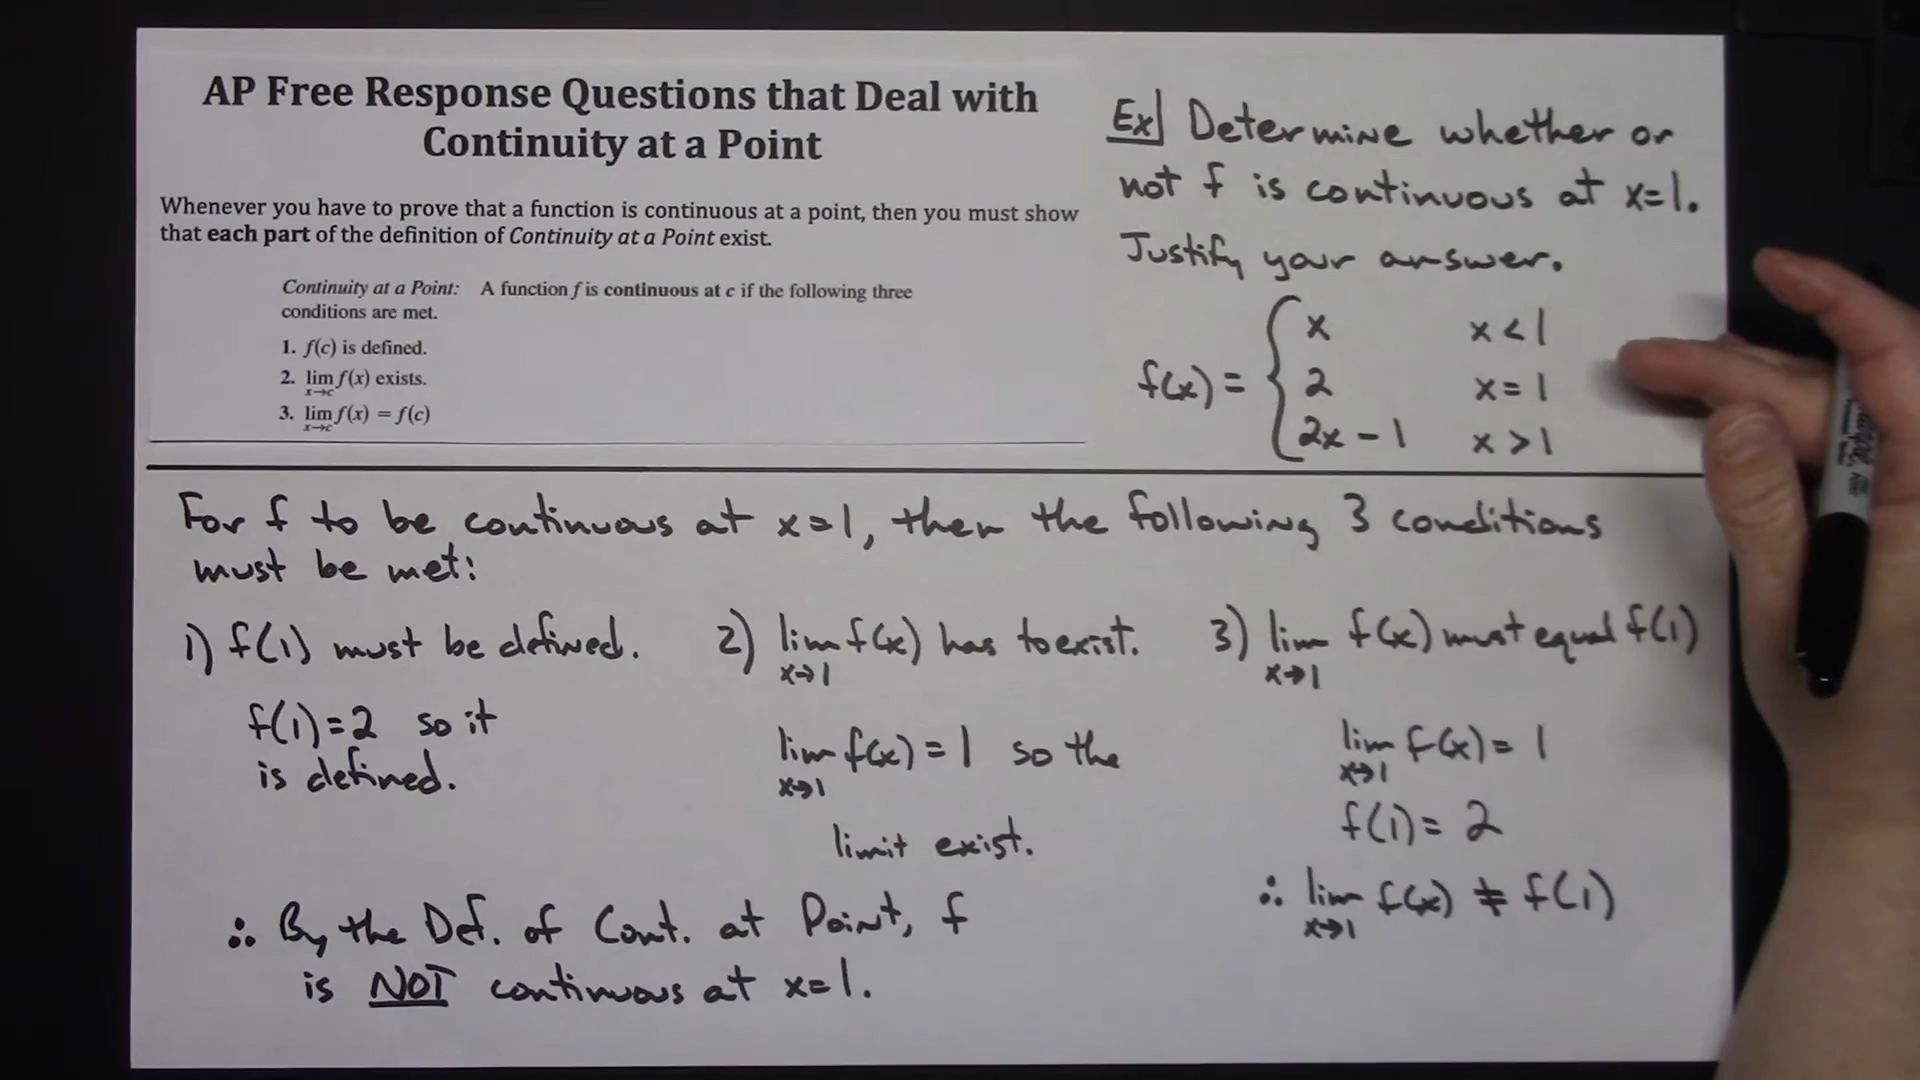 AP Free Response Questions that Deal with
Continuity at a Point
Whenever you have to prove that a function is continuous at a point, then you must show
that each part of the definition of Continuity at a Point exist.
Continuity at a Point: A function f is continuous at c if the following three
conditions are met.
1. f(c) is defined.
2. lim f(x) exists.
x→c
3. lim f(x) = f(c)
x→c
Ex] Determine whether or
not f is continuous at x=1.
Justify your answer.
f(x) = {
x x < 1
2 x = 1
2x - 1 x > 1
For f to be continuous at x=1, then the following 3 conditions
must be met:
1) f(1) must be defined.
f(1)=2 so it
is defined.
2) lim f(x) has to exist.
x→1
lim f(x) = 1 so the
x→1
limit exist.
3) lim f(x) must equal f(1)
x→1
lim f(x) = 1
x→1
f(1) = 2
∴ lim f(x) ≠ f(1)
x→1
∴ By the Def. of Cont. at Point, f
is NOT continuous at x=1.